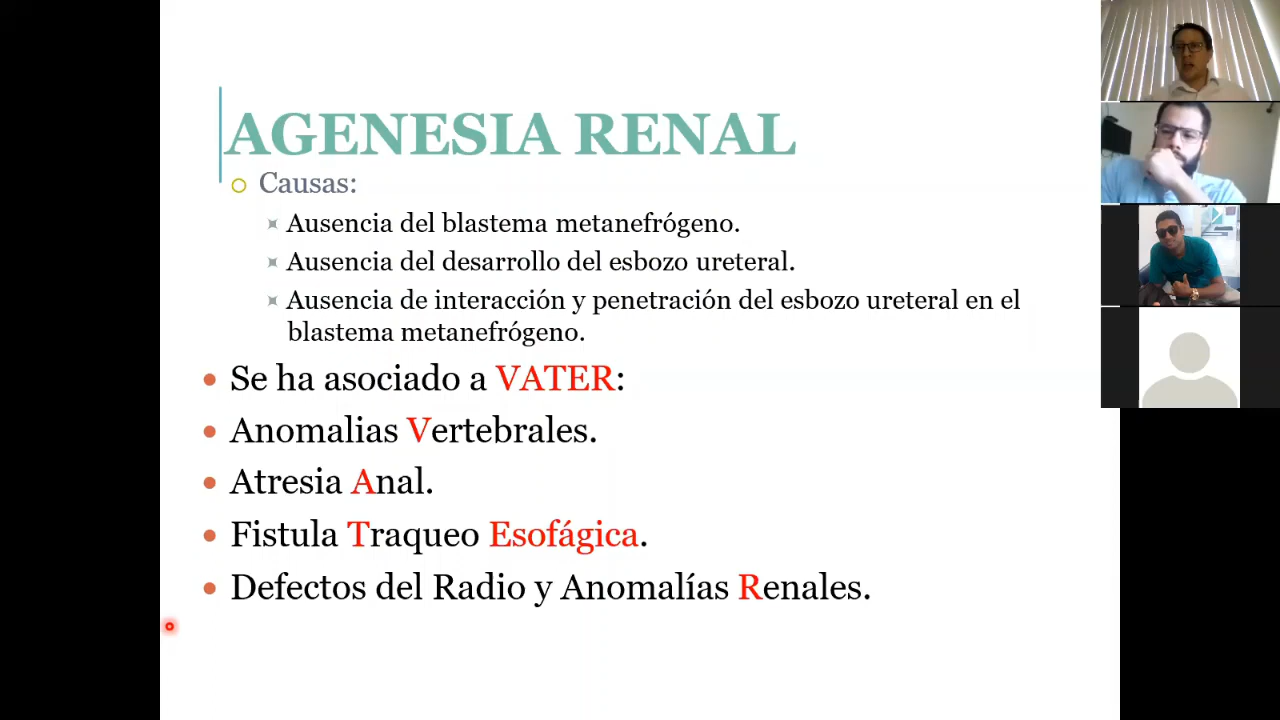 AGENESIA RENAL
Causas:
Ausencia del blastema metanefrógeno.
Ausencia del desarrollo del esbozo ureteral.
Ausencia de interacción y penetración del esbozo ureteral en el
blastema metanefrógeno.
Se ha asociado a VATER:
Anomalias Vertebrales.
Atresia Anal.
Fistula Traqueo Esofágica.
Defectos del Radio y Anomalías Renales.